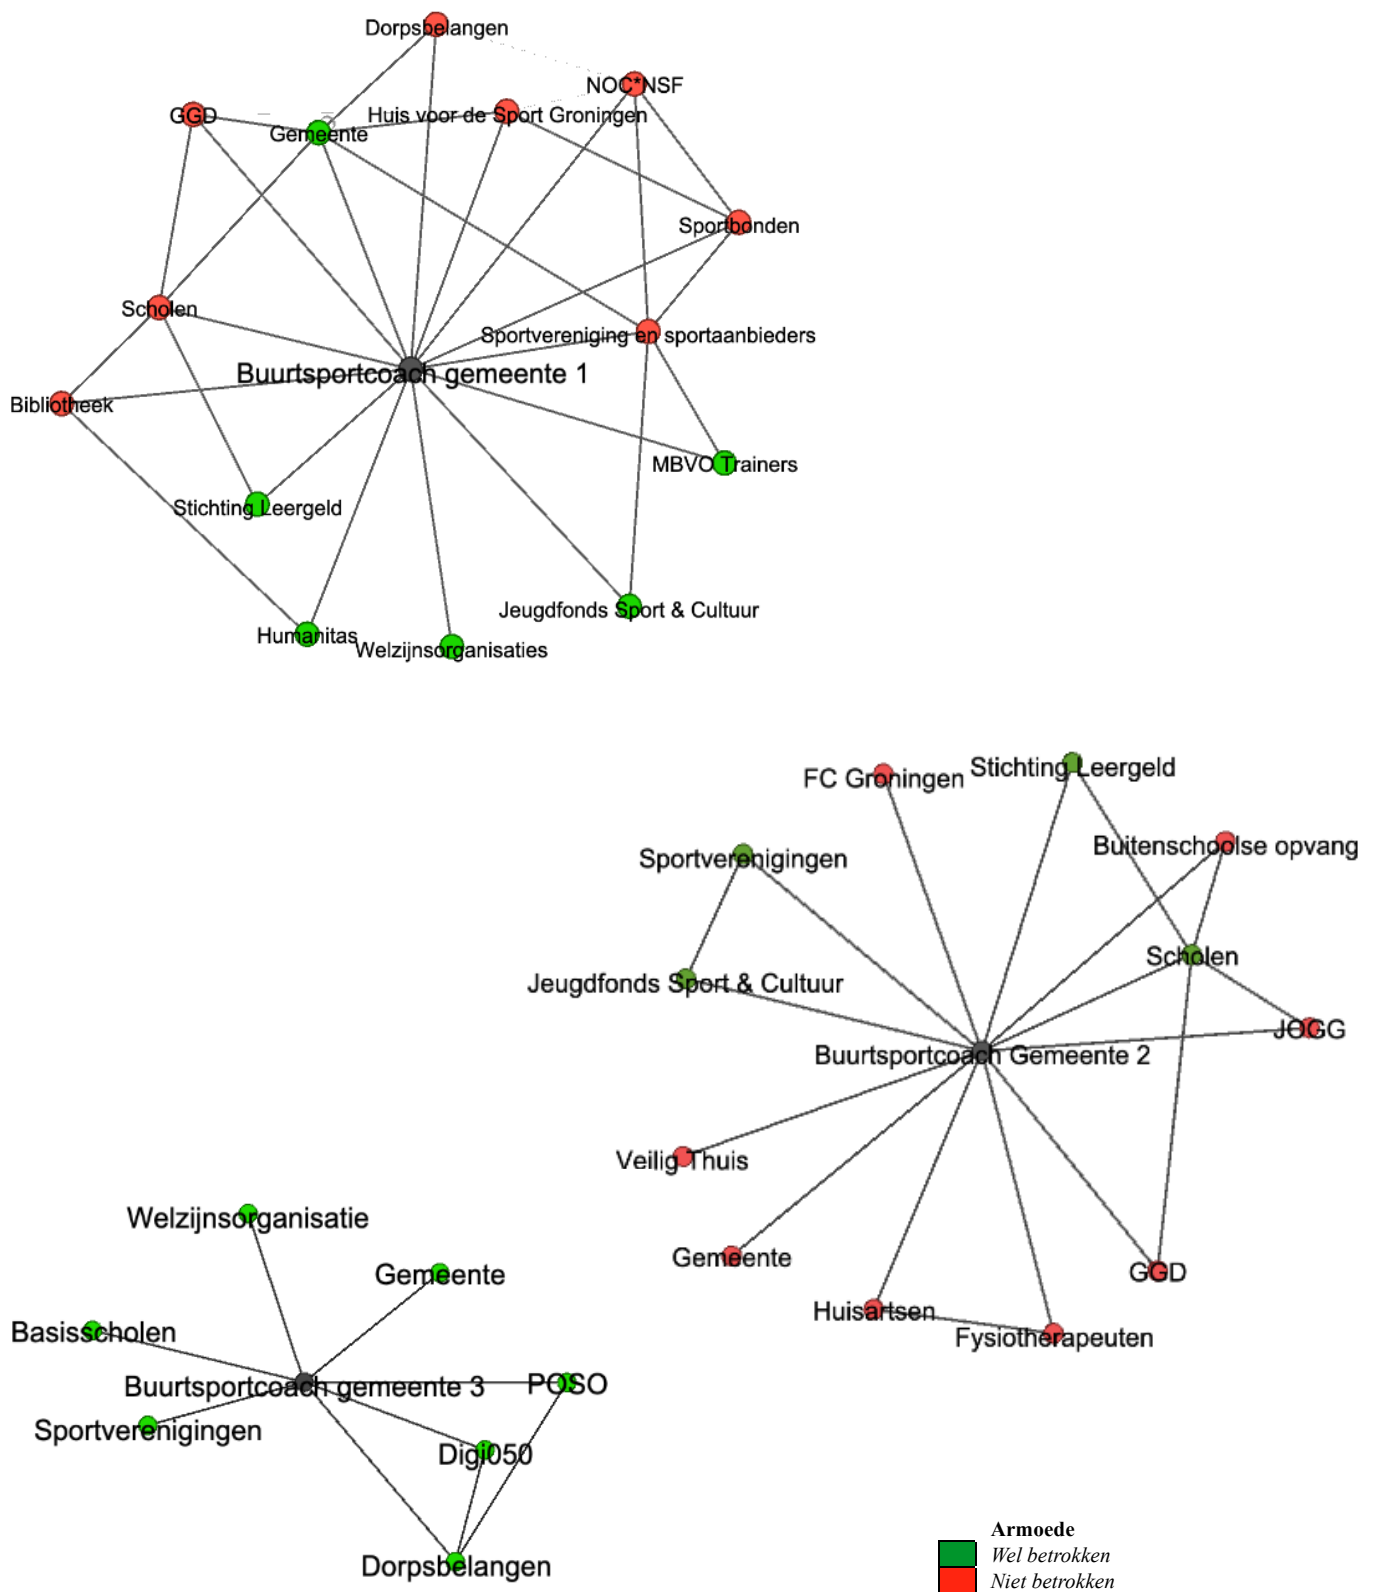 Dorpsbelangen
NOC*NSF
GGD
Huis voor de Sport Groningen
Gemeente
Sportbonden
Scholen
Sportvereniging en sportaanbieders
Buurtsportcoach gemeente 1
Bibliotheek
MBVO Trainers
Stichting Leergeld
Jeugdfonds Sport & Cultuur
Humanitas
Welzijnsorganisaties
FC Groningen
Stichting Leergeld
Buitenschoolse opvang
Sportverenigingen
Scholen
Jeugdfonds Sport & Cultuur
JOGG
Buurtsportcoach Gemeente 2
Veilig Thuis
Gemeente
GGD
Huisartsen
Fysiotherapeuten
Welzijnsorganisatie
Gemeente
Basisscholen
Buurtsportcoach gemeente 3
POSO
Sportverenigingen
Digi050
Dorpsbelangen
Armoede
Wel betrokken
Niet betrokken